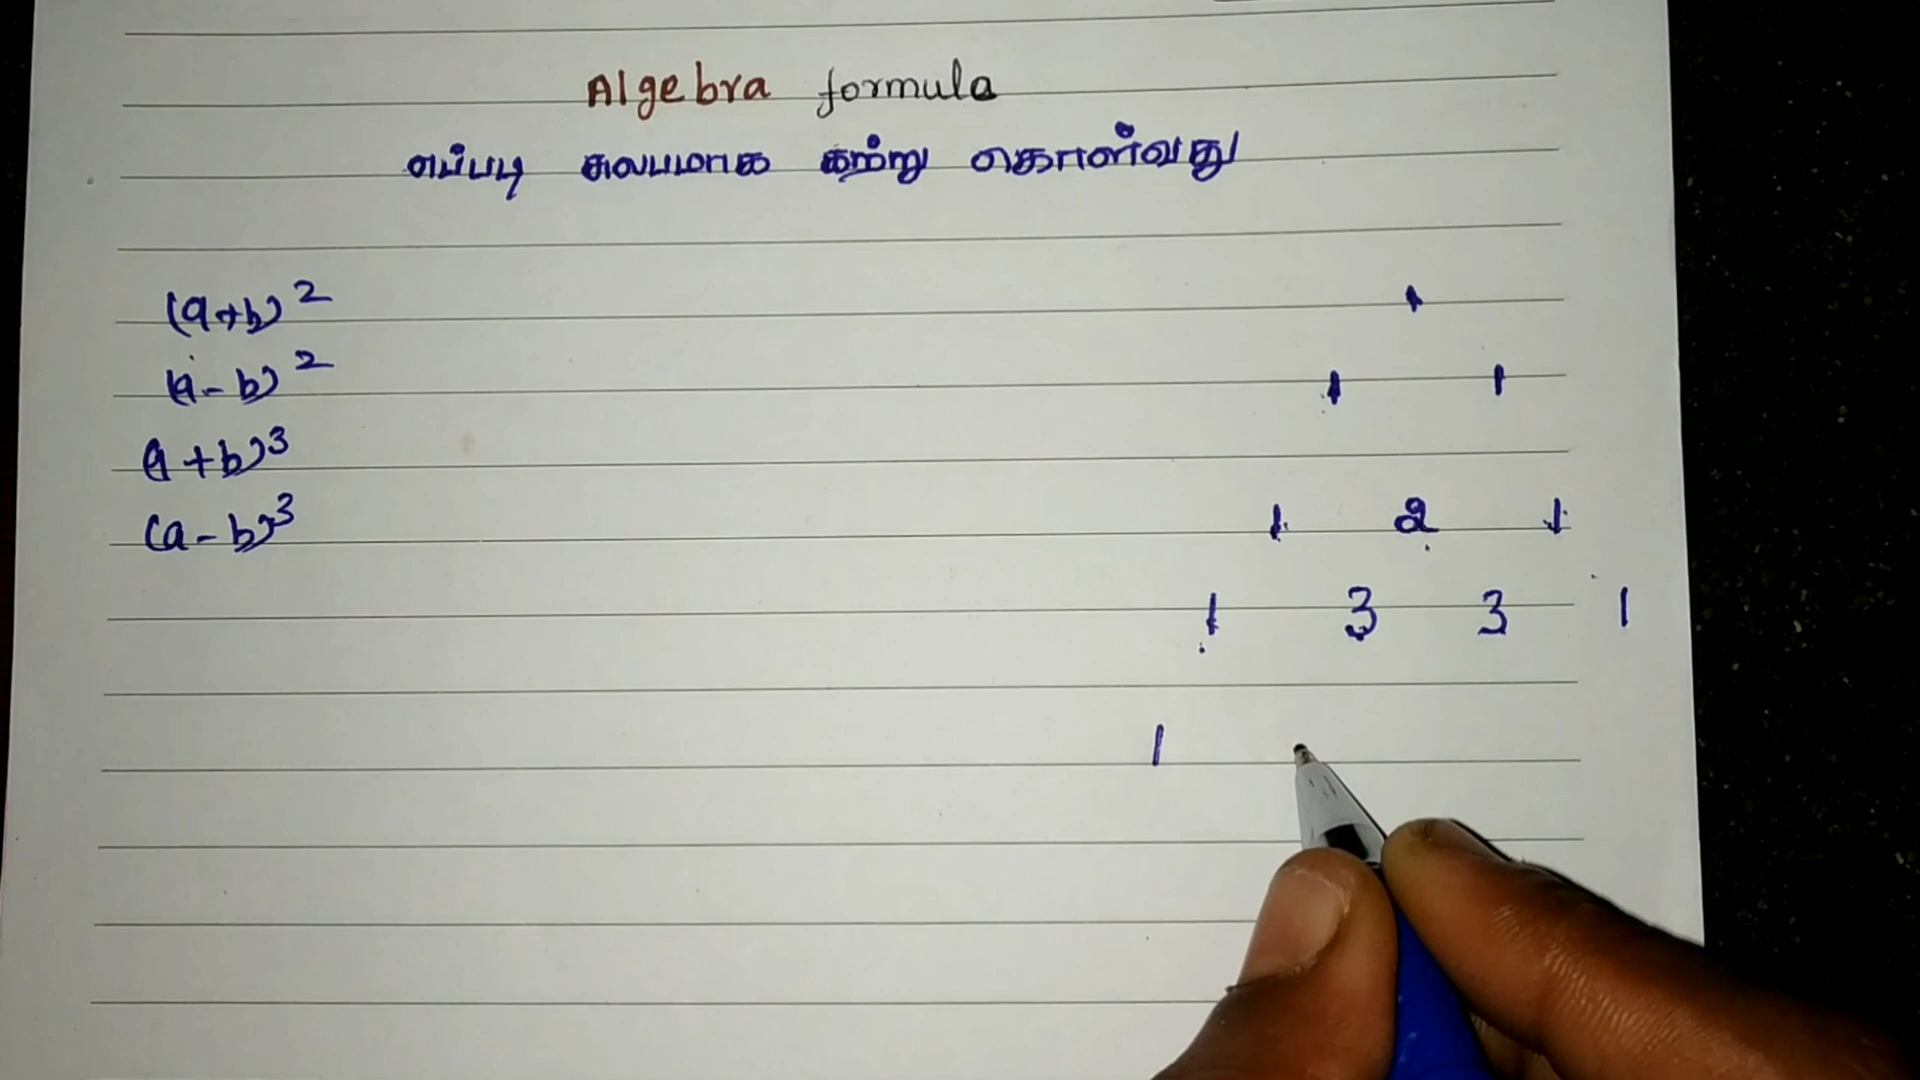 Algebra formula
எப்படி சுலபமாக கற்று கொள்வது
(a+b)2
(a-b)2
(a+b)3
(a-b)3
1
1 1
1 2 1
1 3 3 1
1